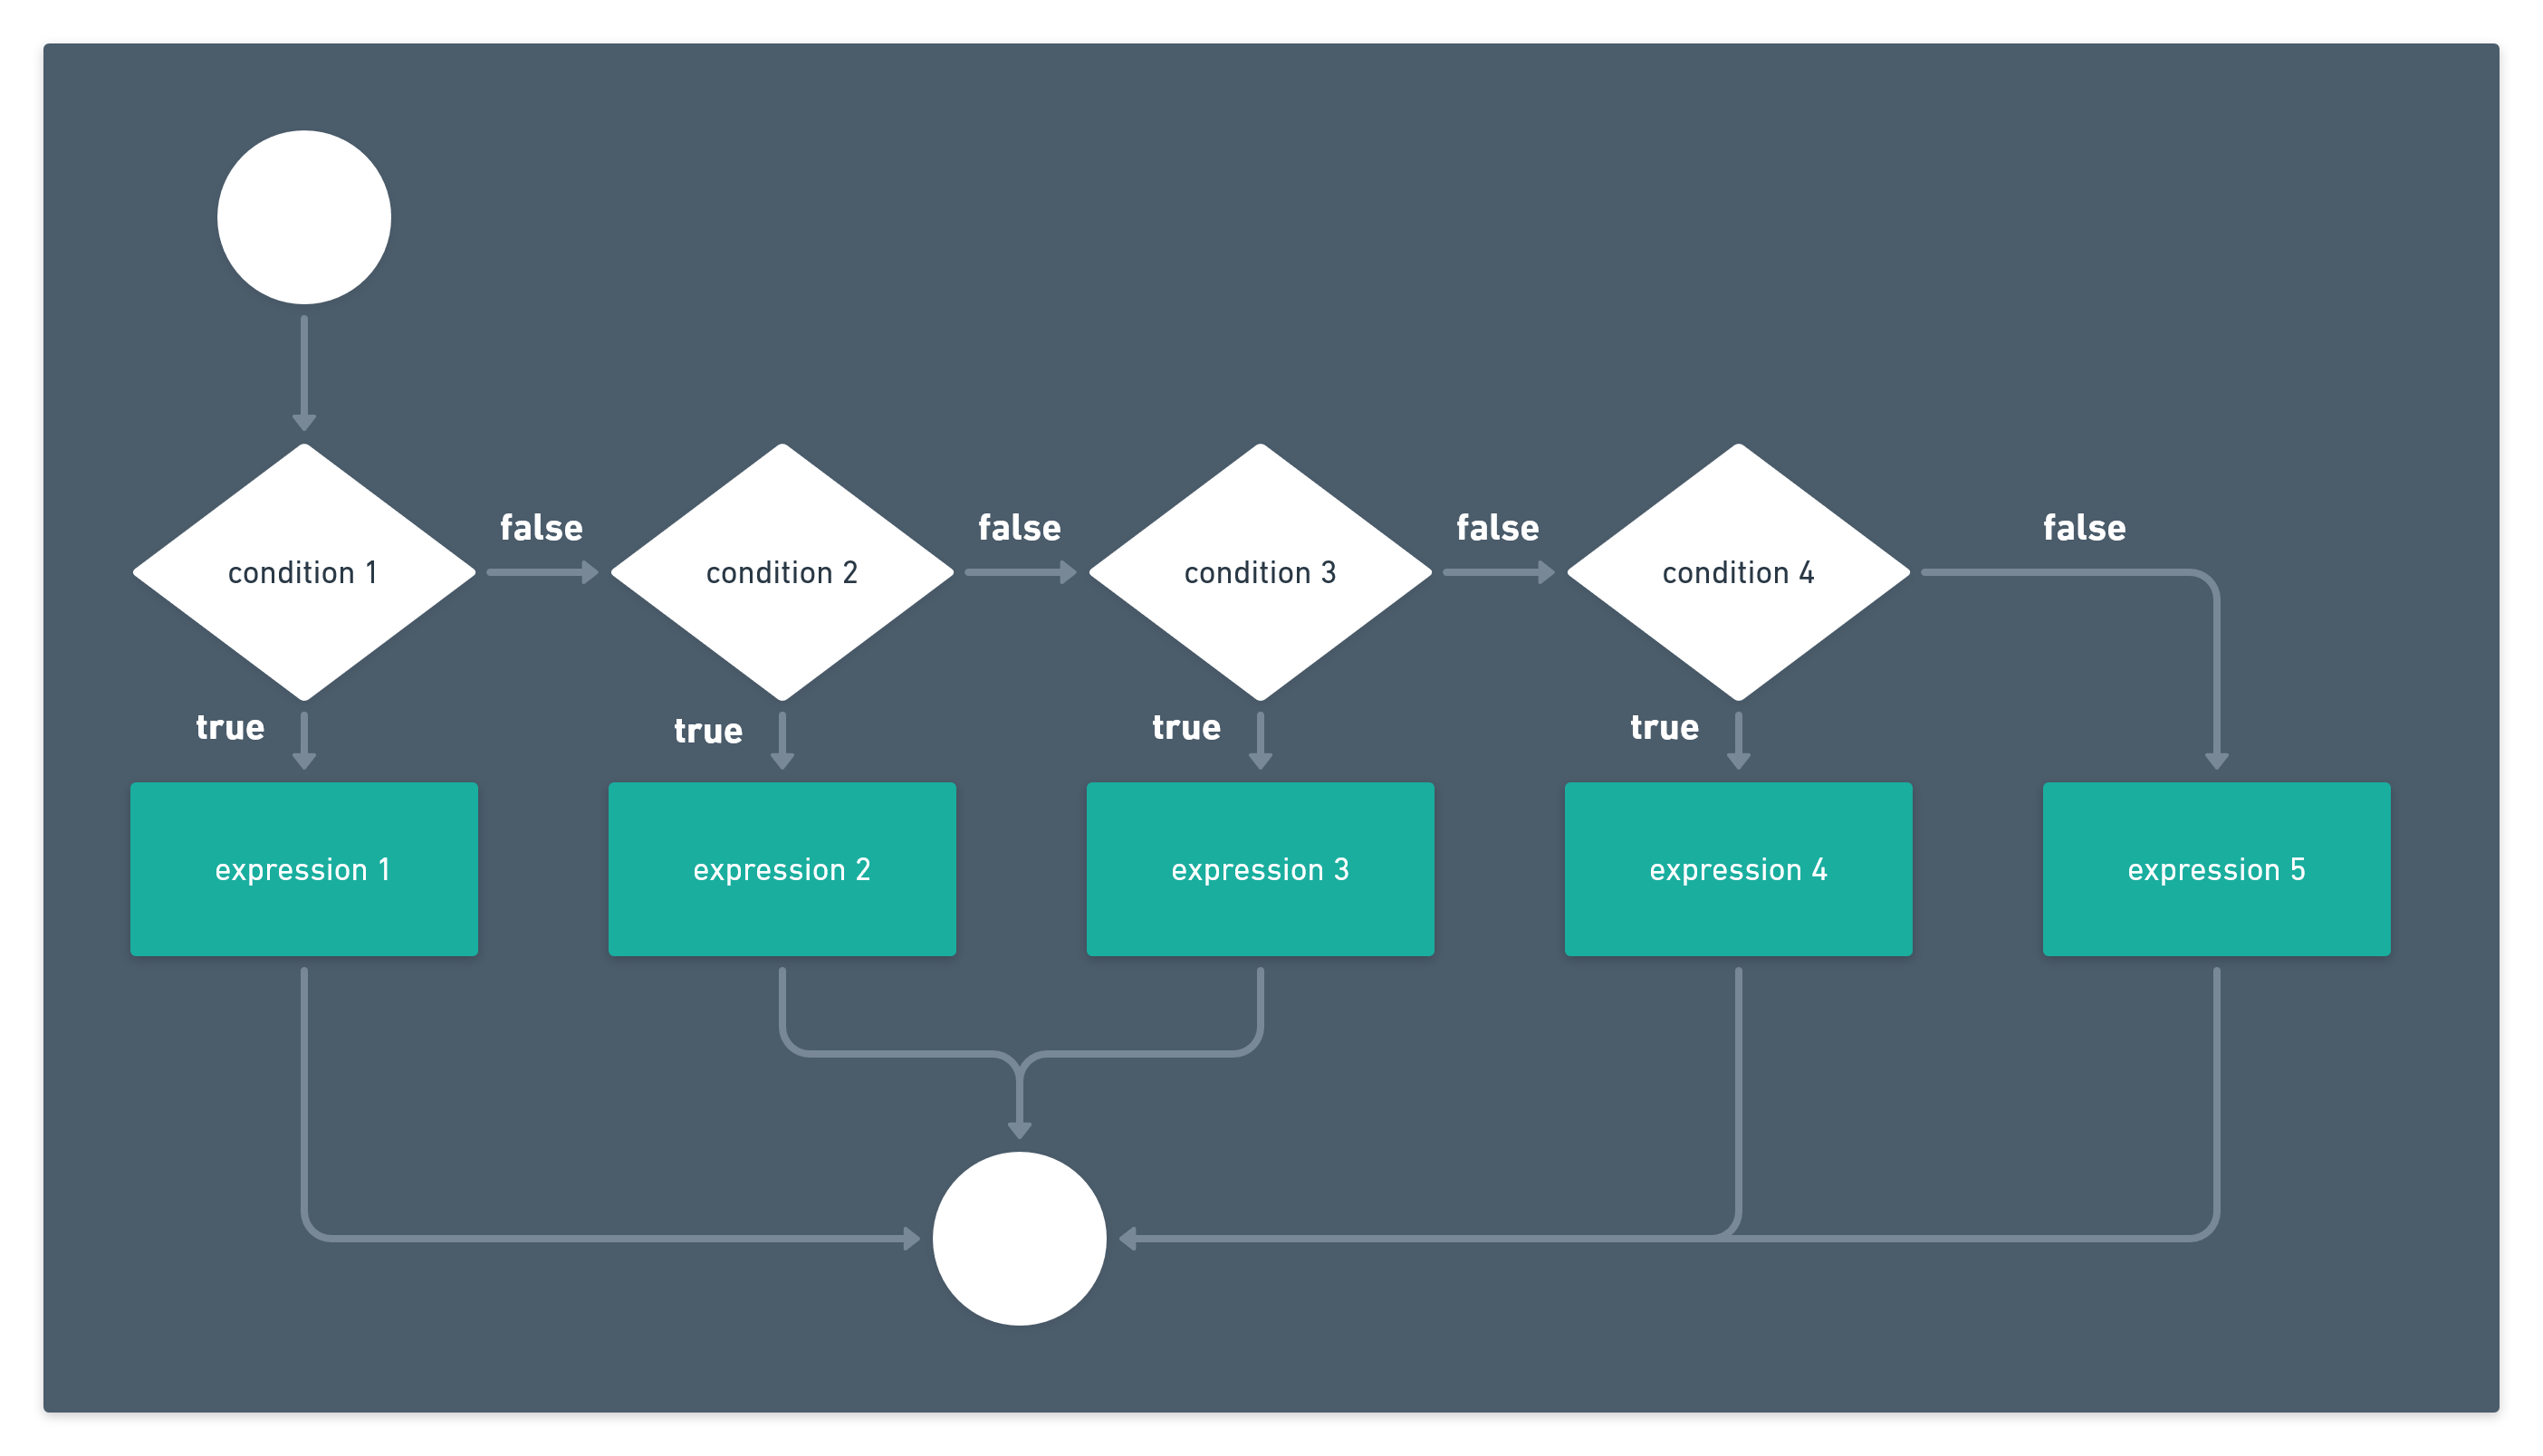 false
false
false
false
condition 1
condition 2
condition 3
condition 4
true
true
true
true
expression 1
expression 2
expression 3
expression 4
expression 5